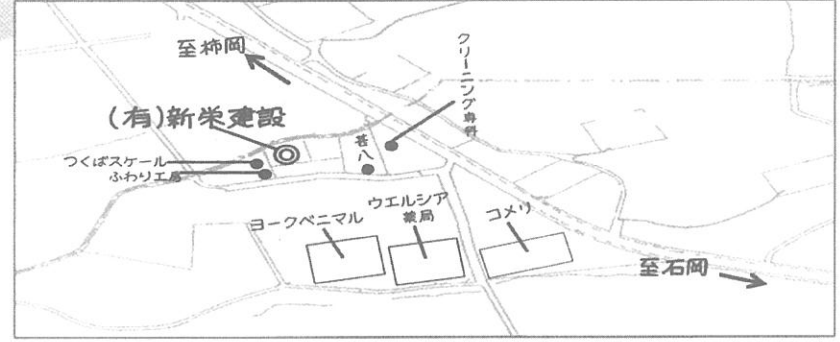 至柿岡
クリーニング専科
(有)新栄建設
甚八
つくばスケール
ふわり工房
ヨークベニマル
ウエルシア
薬局
コメリ
至石岡